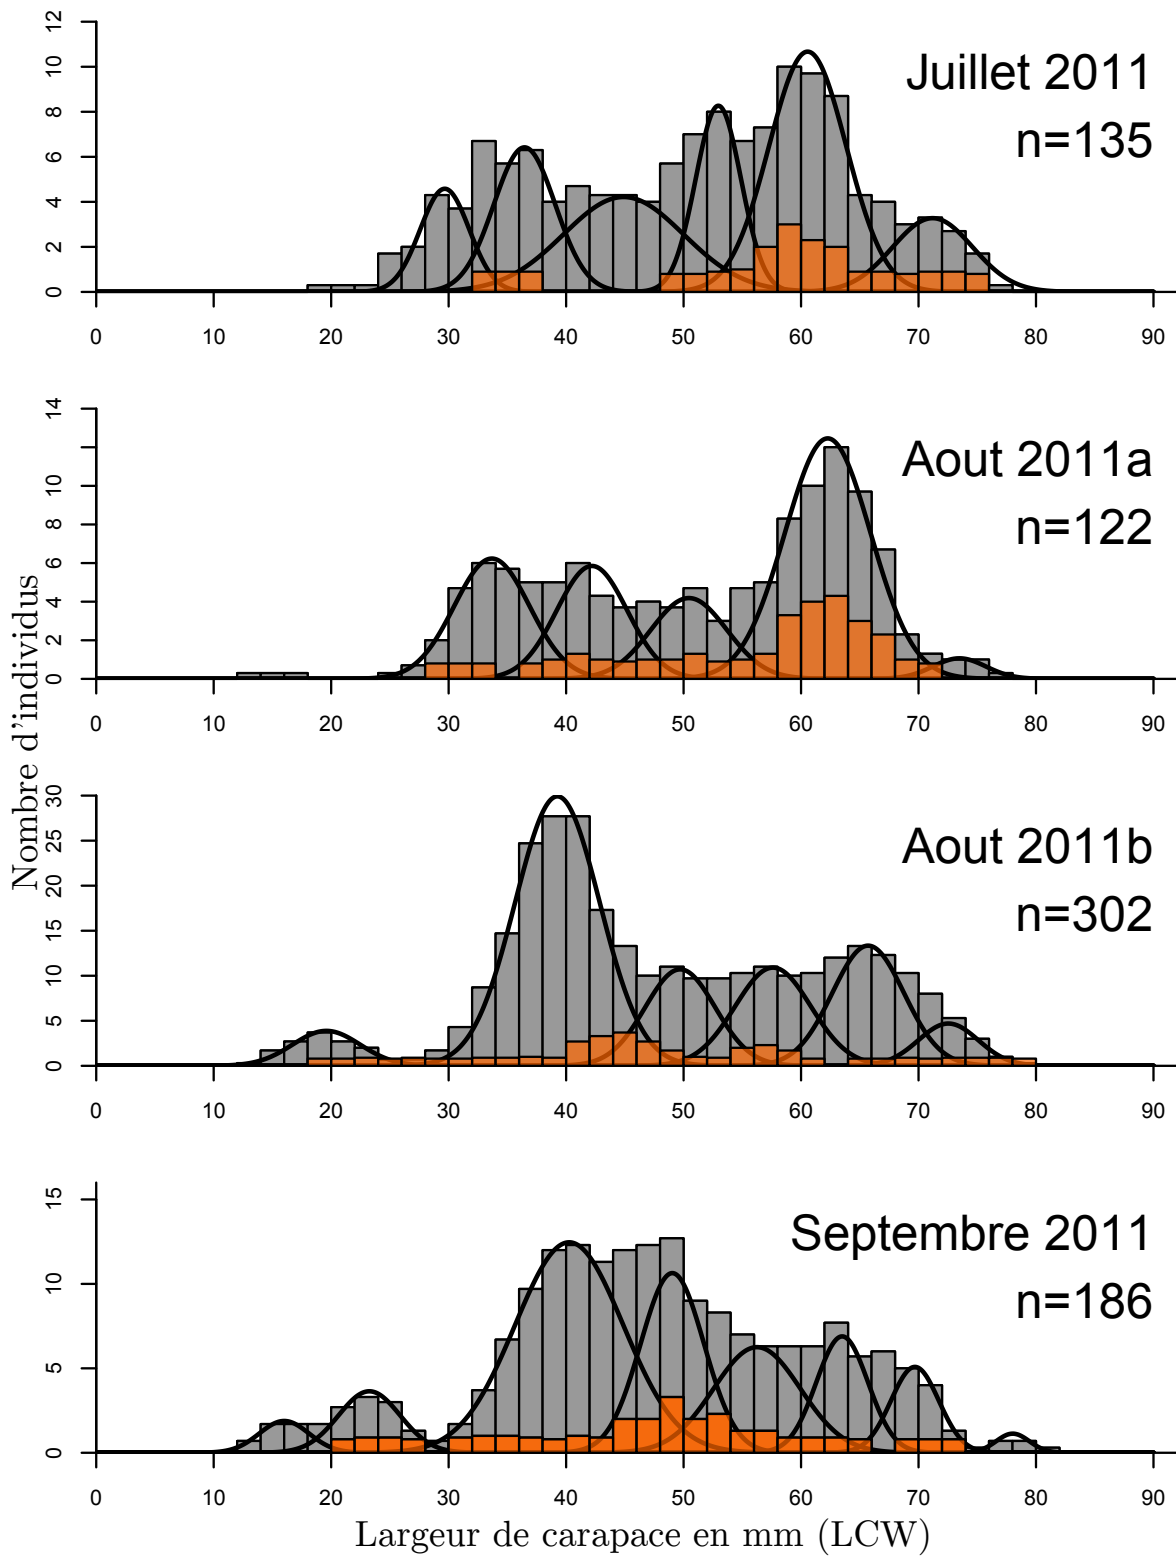 12
10
8
6
4
2
0
Juillet 2011
n=135
0 10 20 30 40 50 60 70 80 90
14
10
8
6
4
2
0
Aout 2011a
n=122
0 10 20 30 40 50 60 70 80 90
Nombre d'individus
30
25
20
15
10
5
0
Aout 2011b
n=302
0 10 20 30 40 50 60 70 80 90
15
10
5
0
Septembre 2011
n=186
0 10 20 30 40 50 60 70 80 90
Largeur de carapace en mm (LCW)